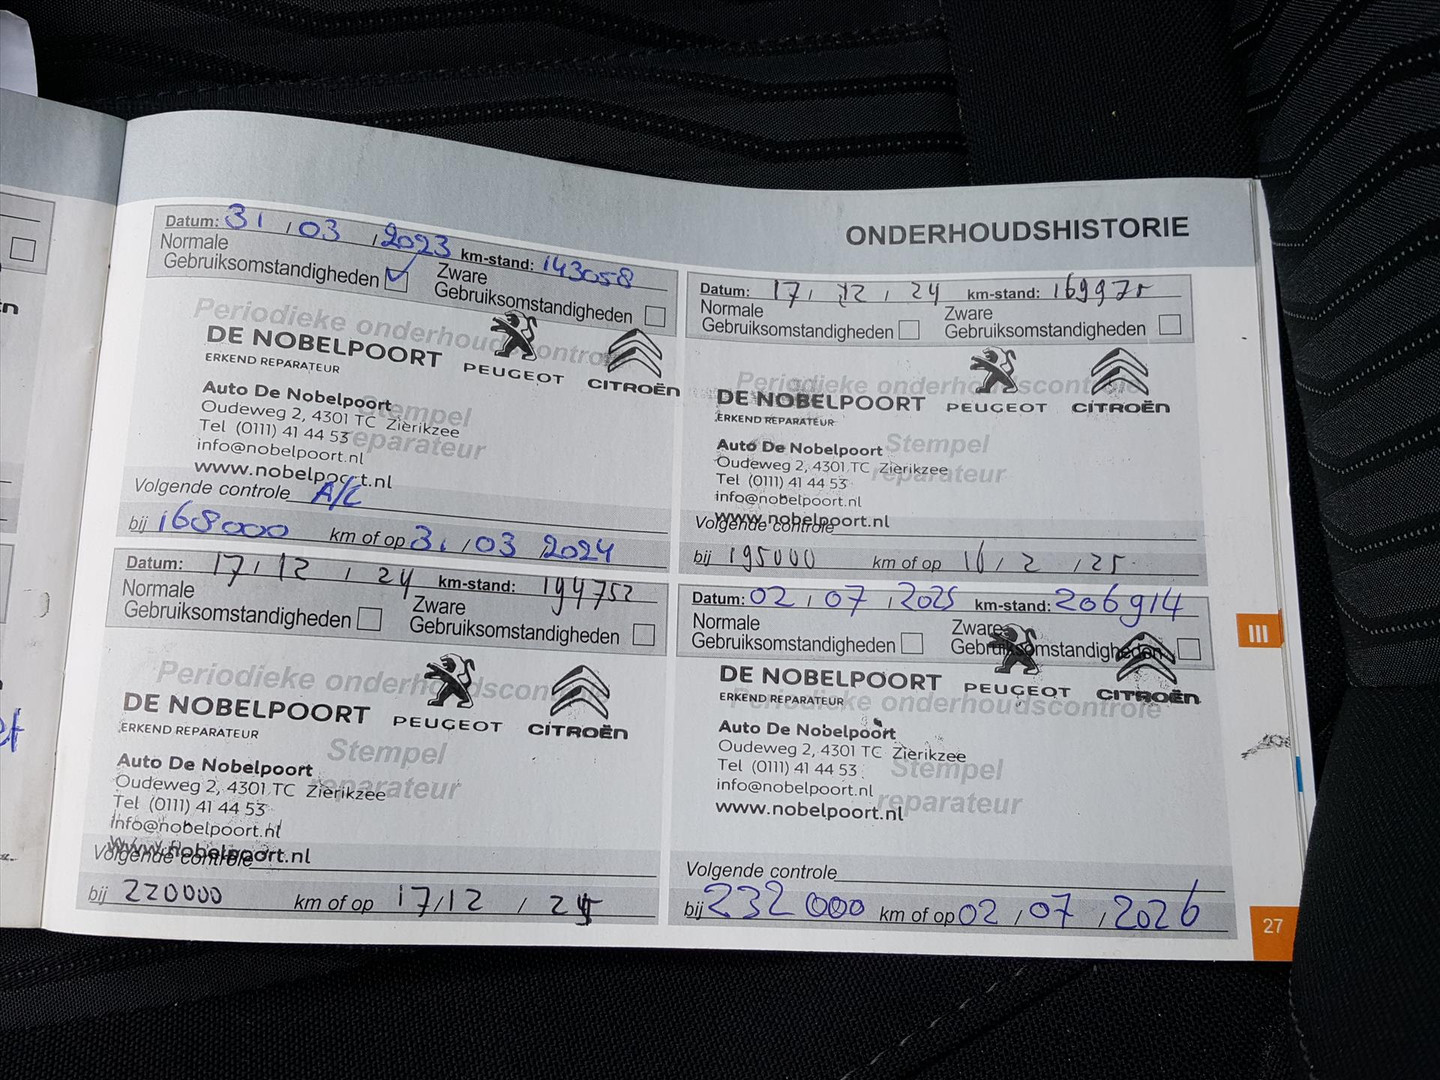 ONDERHOUDSHISTORIE
Datum: 31 / 03 / 2023 km-stand: 143058
Normale Gebruiksomstandigheden
Zware Gebruiksomstandigheden
Periodieke onderhoudscontrole
DE NOBELPOORT
ERKEND REPARATEUR
PEUGEOT CITROËN
Auto De Nobelpoort
Oudeweg 2, 4301 TC Zierikzee
Tel (0111) 41 44 53
info@nobelpoort.nl
www.nobelpoort.nl
Stempel
reparateur
Volgende controle A/C
bij 168000 km of op 31 / 03 / 2024
Datum: 17 / 12 / 24 km-stand:
Normale Gebruiksomstandigheden
Zware Gebruiksomstandigheden
Periodieke onderhoudscontrole
DE NOBELPOORT
ERKEND REPARATEUR
PEUGEOT CITROËN
Auto De Nobelpoort
Oudeweg 2, 4301 TC Zierikzee
Tel (0111) 41 44 53
info@nobelpoort.nl
www.nobelpoort.nl
Stempel
reparateur
Volgende controle
bij 195000 km of op / 2 / 25
Datum: 17 / 12 / 24 km-stand: 194752
Normale Gebruiksomstandigheden
Zware Gebruiksomstandigheden
Periodieke onderhoudscontrole
DE NOBELPOORT
ERKEND REPARATEUR
PEUGEOT CITROËN
Auto De Nobelpoort
Oudeweg 2, 4301 TC Zierikzee
Tel (0111) 41 44 53
info@nobelpoort.nl
www.nobelpoort.nl
Stempel
reparateur
Volgende controle
bij 220000 km of op 17 / 12 / 25
Datum: 02 / 07 / 2025 km-stand: 206914
Normale Gebruiksomstandigheden
Zware Gebruiksomstandigheden
Periodieke onderhoudscontrole
DE NOBELPOORT
ERKEND REPARATEUR
PEUGEOT CITROËN
Auto De Nobelpoort
Oudeweg 2, 4301 TC Zierikzee
Tel (0111) 41 44 53
info@nobelpoort.nl
www.nobelpoort.nl
Stempel
reparateur
Volgende controle
bij 232000 km of op 02 / 07 / 2026
III
27